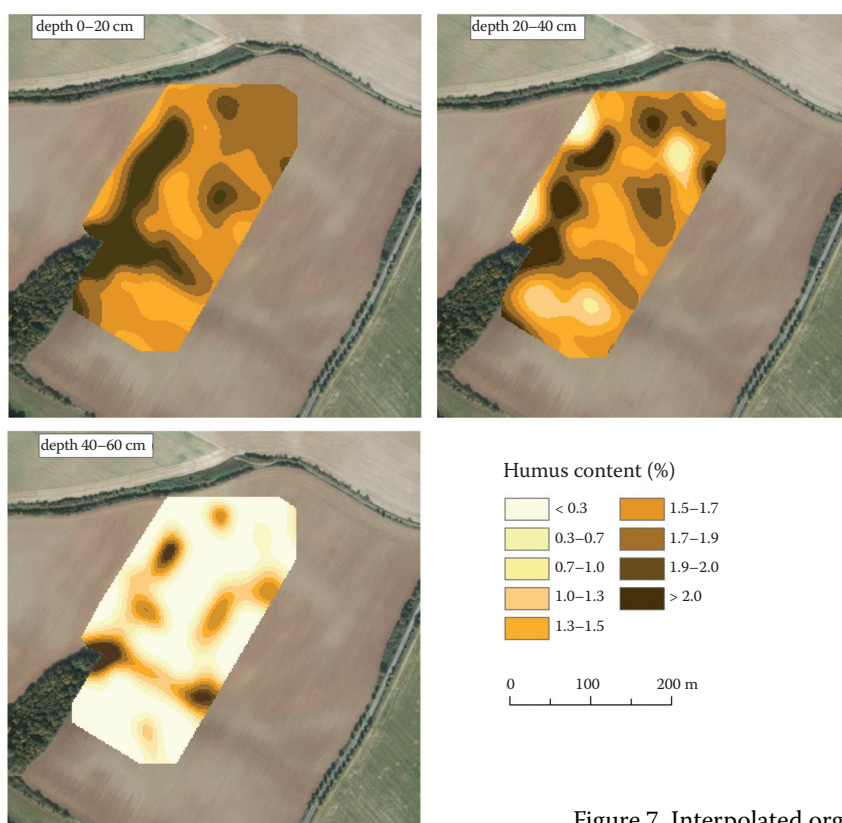 depth 0–20 cm
depth 20–40 cm
depth 40–60 cm
Humus content (%)
< 0.3
0.3–0.7
0.7–1.0
1.0–1.3
1.3–1.5
1.5–1.7
1.7–1.9
1.9–2.0
> 2.0
0 100 200 m
Figure 7. Interpolated org